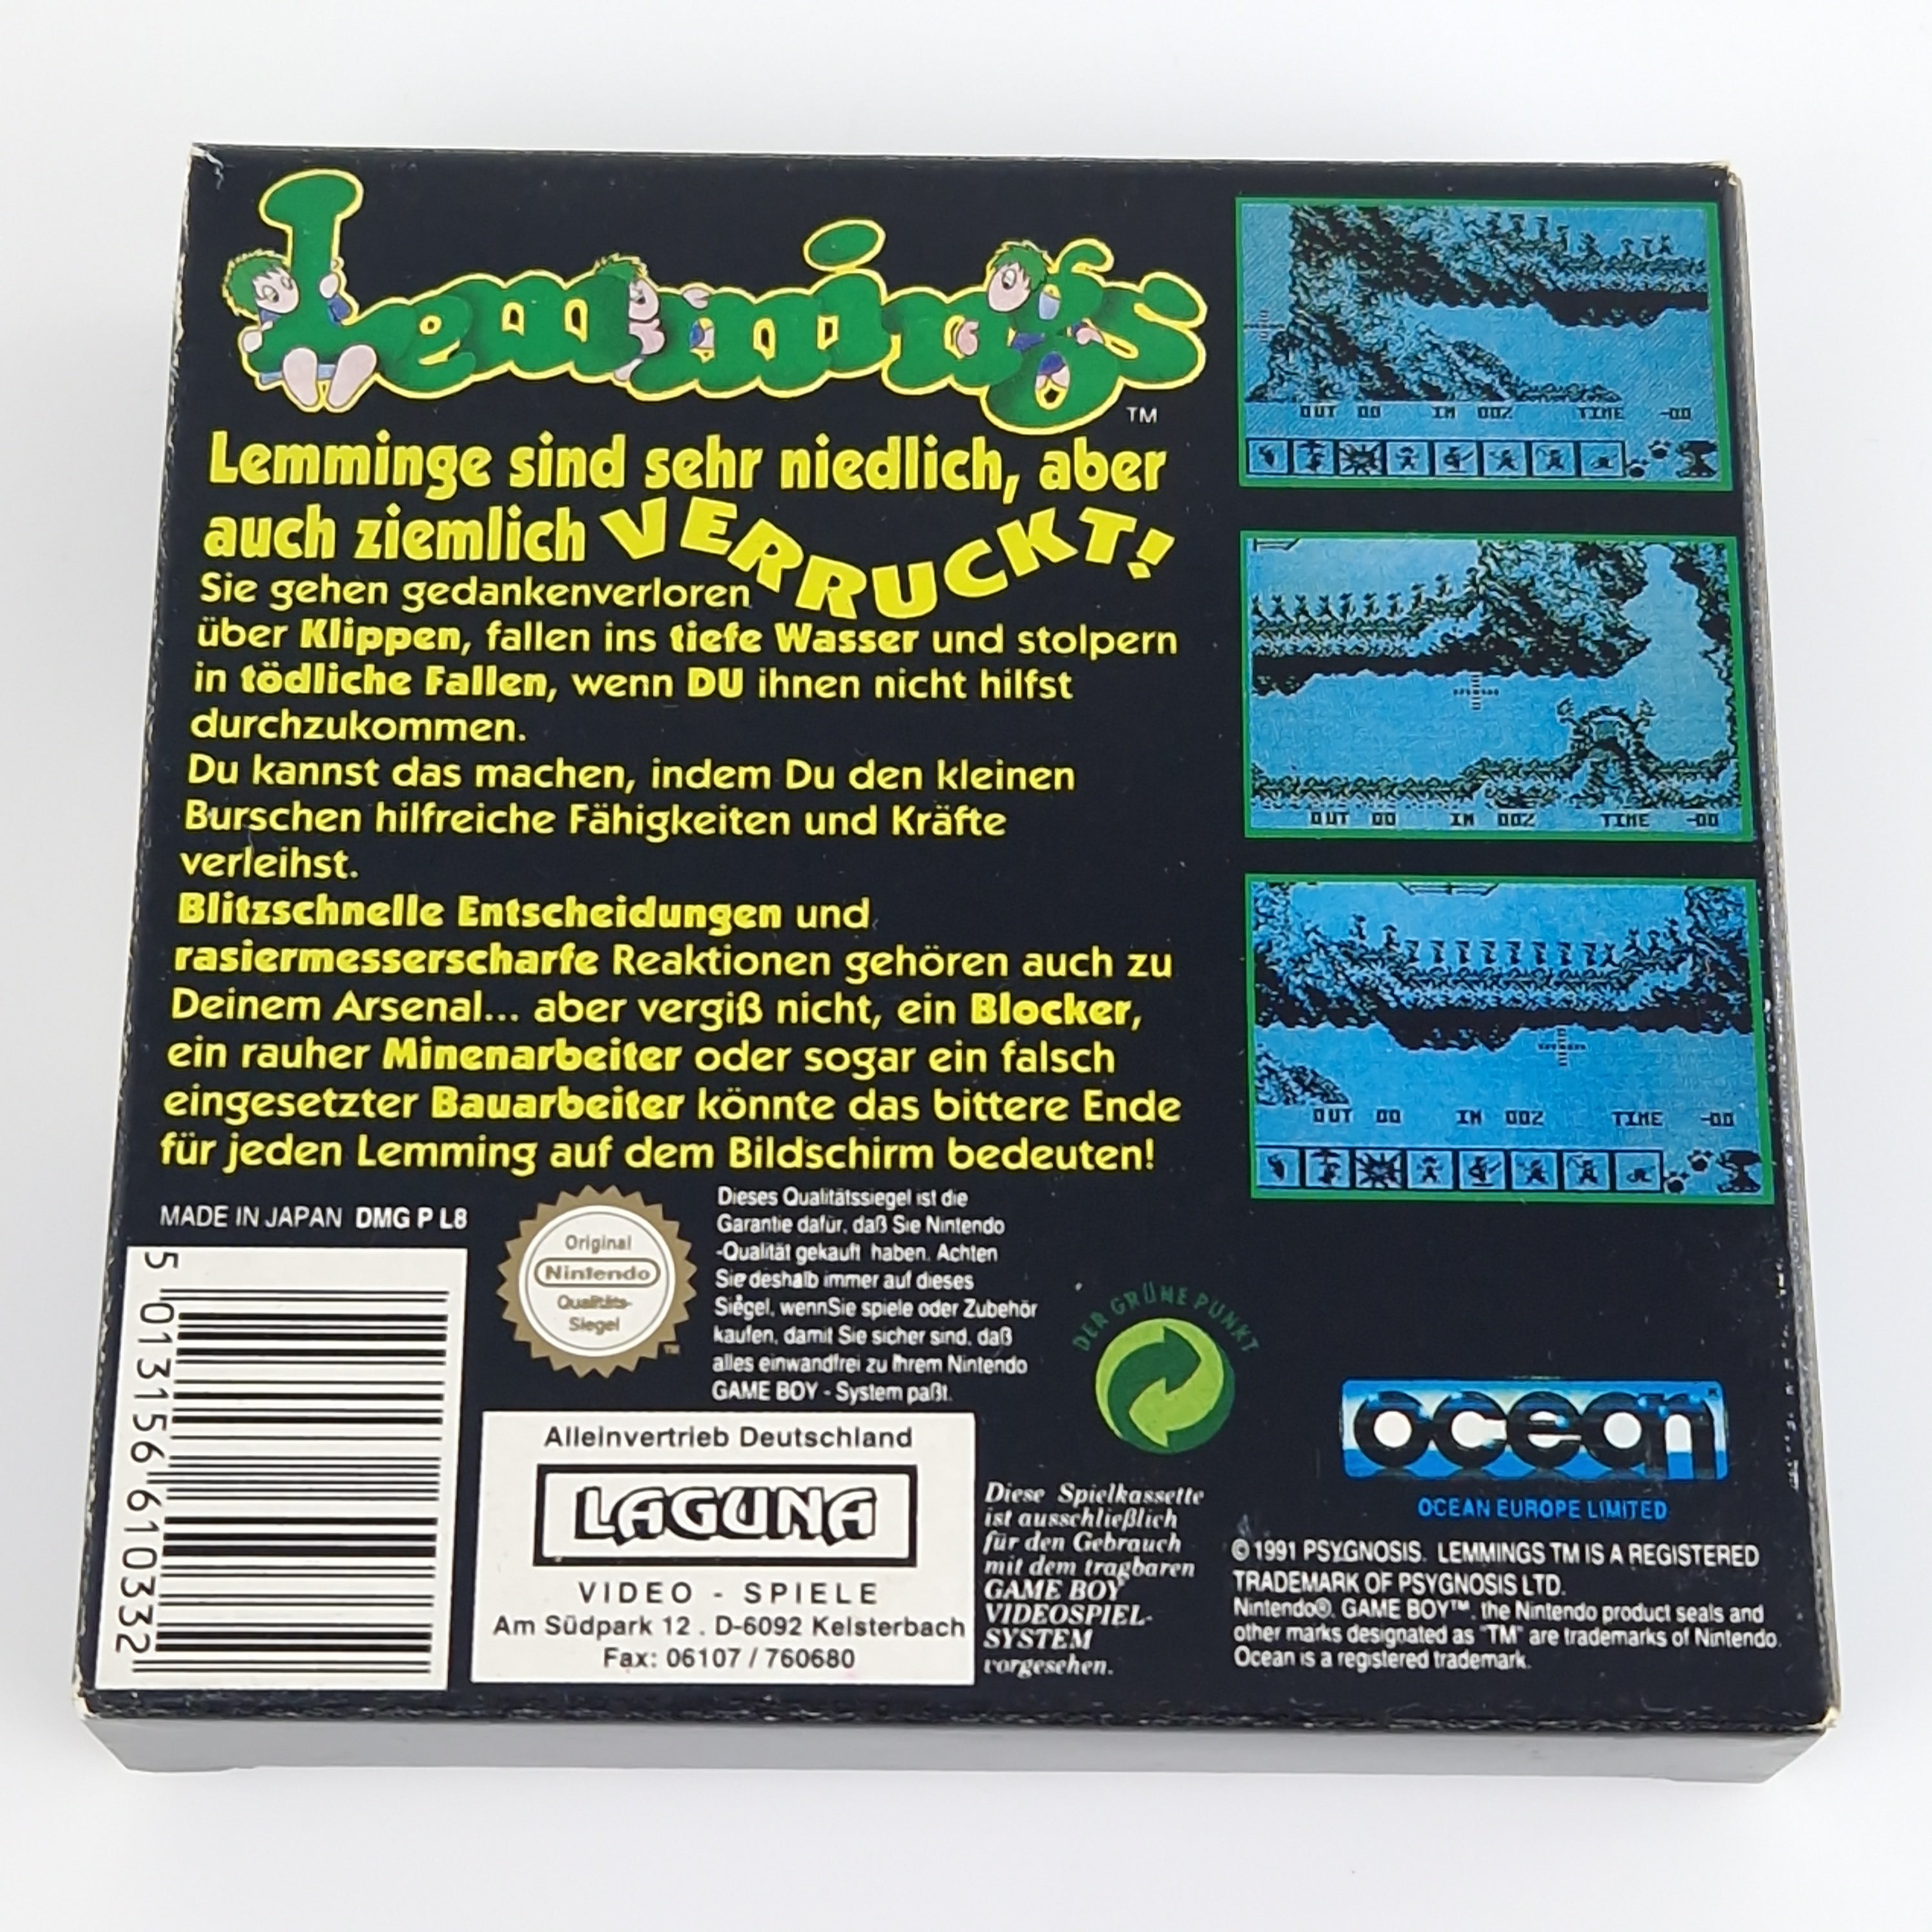 Lemmings
TM
Lemminge sind sehr niedlich, aber
auch ziemlich VERRUCKT!
Sie gehen gedankenverloren
über Klippen, fallen ins tiefe Wasser und stolpern
in tödliche Fallen, wenn DU ihnen nicht hilfst
durchzukommen.
Du kannst das machen, indem Du den kleinen
Burschen hilfreiche Fähigkeiten und Kräfte
verleihst.
Blitzschnelle Entscheidungen und
rasiermesserscharfe Reaktionen gehören auch zu
Deinem Arsenal... aber vergiß nicht, ein Blocker,
ein rauher Minenarbeiter oder sogar ein falsch
eingesetzter Bauarbeiter könnte das bittere Ende
für jeden Lemming auf dem Bildschirm bedeuten!
OUT 00 IN 00% TIME -00
OUT 00 IN 00% TIME -00
OUT 00 IN 00% TIME -00
MADE IN JAPAN DMG P L8
5 013156 610332
Original
Nintendo
Qualitäts-
Siegel
TM
Dieses Qualitätssiegel ist die
Garantie dafür, daß Sie Nintendo
-Qualität gekauft haben. Achten
Sie deshalb immer auf dieses
Siegel, wennSie spiele oder Zubehör
kaufen, damit Sie sicher sind, daß
alles einwandfrei zu Ihrem Nintendo
GAME BOY - System paßt.
DER GRÜNE PUNKT
Alleinvertrieb Deutschland
LAGUNA
VIDEO - SPIELE
Am Südpark 12 . D-6092 Kelsterbach
Fax: 06107 / 760680
Diese Spielkassette
ist ausschließlich
für den Gebrauch
mit dem tragbaren
GAME BOY
VIDEOSPIEL-
SYSTEM
vorgesehen.
ocean
OCEAN EUROPE LIMITED
© 1991 PSYGNOSIS. LEMMINGS TM IS A REGISTERED
TRADEMARK OF PSYGNOSIS LTD.
Nintendo®, GAME BOY™, the Nintendo product seals and
other marks designated as "TM" are trademarks of Nintendo.
Ocean is a registered trademark.